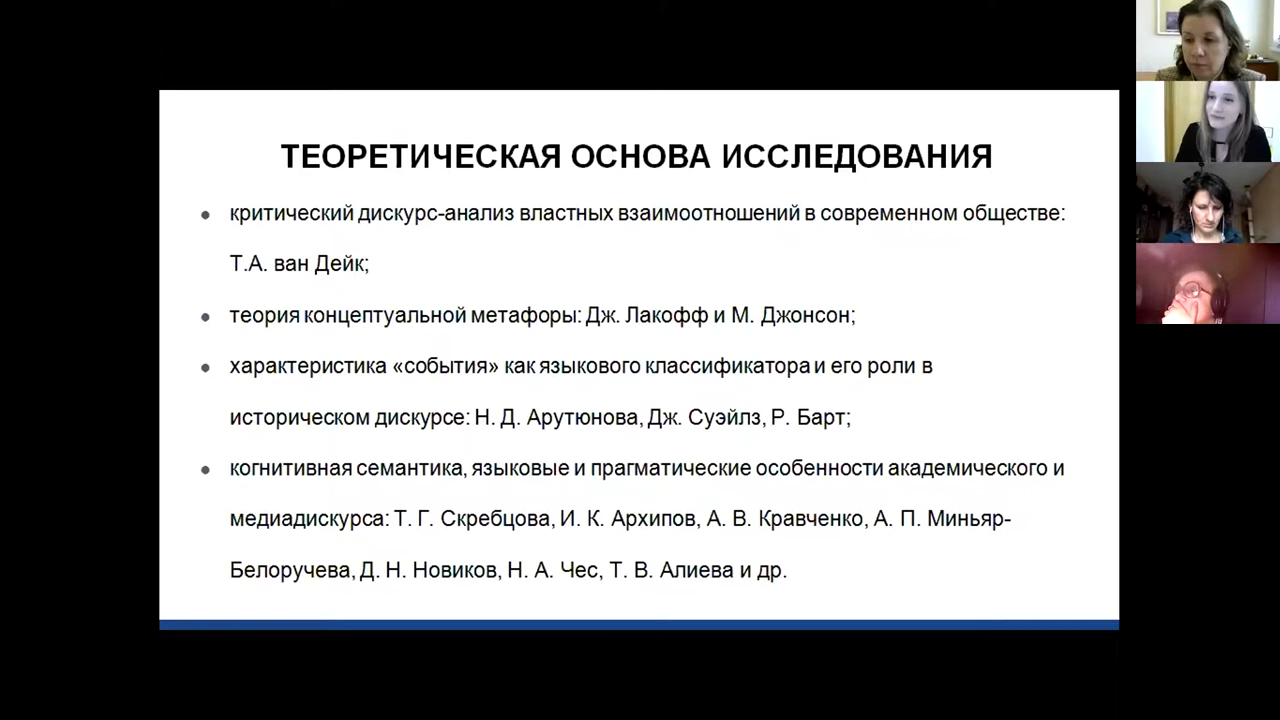 ТЕОРЕТИЧЕСКАЯ ОСНОВА ИССЛЕДОВАНИЯ
критический дискурс-анализ властных взаимоотношений в современном обществе:
Т.А. ван Дейк;
теория концептуальной метафоры: Дж. Лакофф и М. Джонсон;
характеристика «события» как языкового классификатора и его роли в
историческом дискурсе: Н. Д. Арутюнова, Дж. Суэйлз, Р. Барт;
когнитивная семантика, языковые и прагматические особенности академического и
медиадискурса: Т. Г. Скребцова, И. К. Архипов, А. В. Кравченко, А. П. Миньяр-
Белоручева, Д. Н. Новиков, Н. А. Чес, Т. В. Алиева и др.